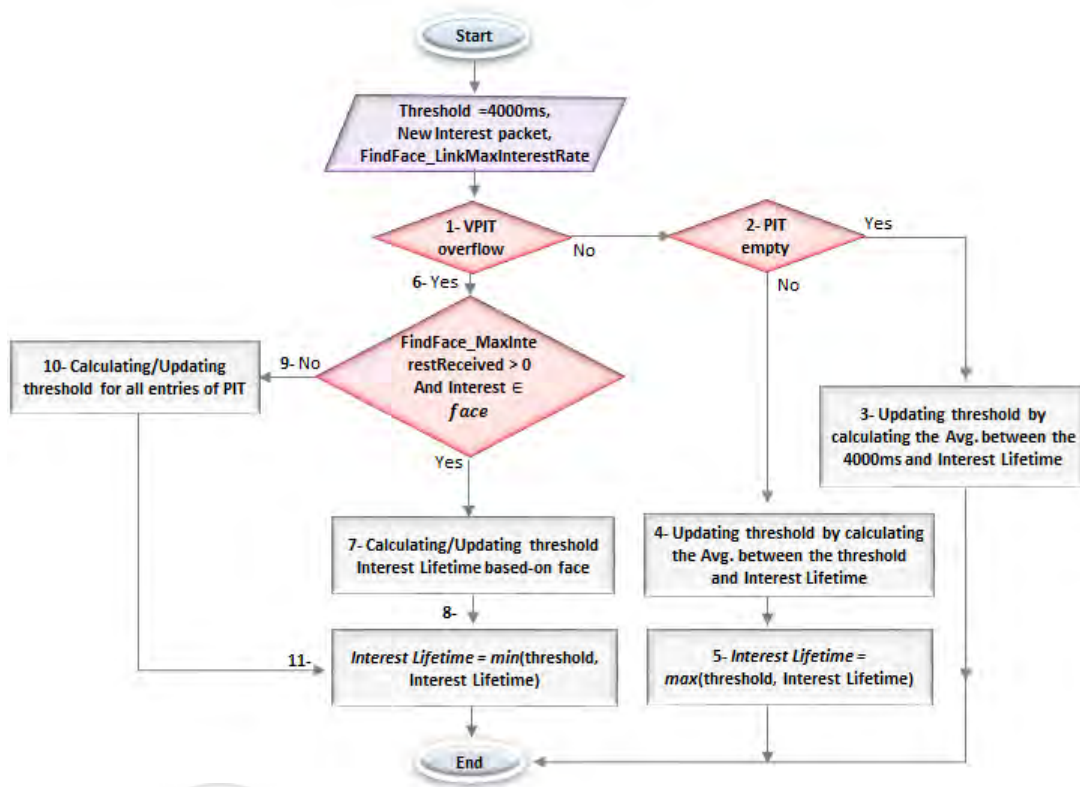 Start
Threshold =4000ms,
New Interest packet,
FindFace_LinkMaxInterestRate
1- VPIT
overflow
No
2- PIT
empty
Yes
No
6- Yes
FindFace_MaxInte
restReceived > 0
And Interest ∈
face
9- No
10- Calculating/Updating
threshold for all entries of PIT
Yes
3- Updating threshold by
calculating the Avg. between the
4000ms and Interest Lifetime
7- Calculating/Updating threshold
Interest Lifetime based-on face
4- Updating threshold by calculating
the Avg. between the threshold
and Interest Lifetime
8-
11-
Interest Lifetime = min(threshold,
Interest Lifetime)
5- Interest Lifetime =
max(threshold, Interest Lifetime)
End